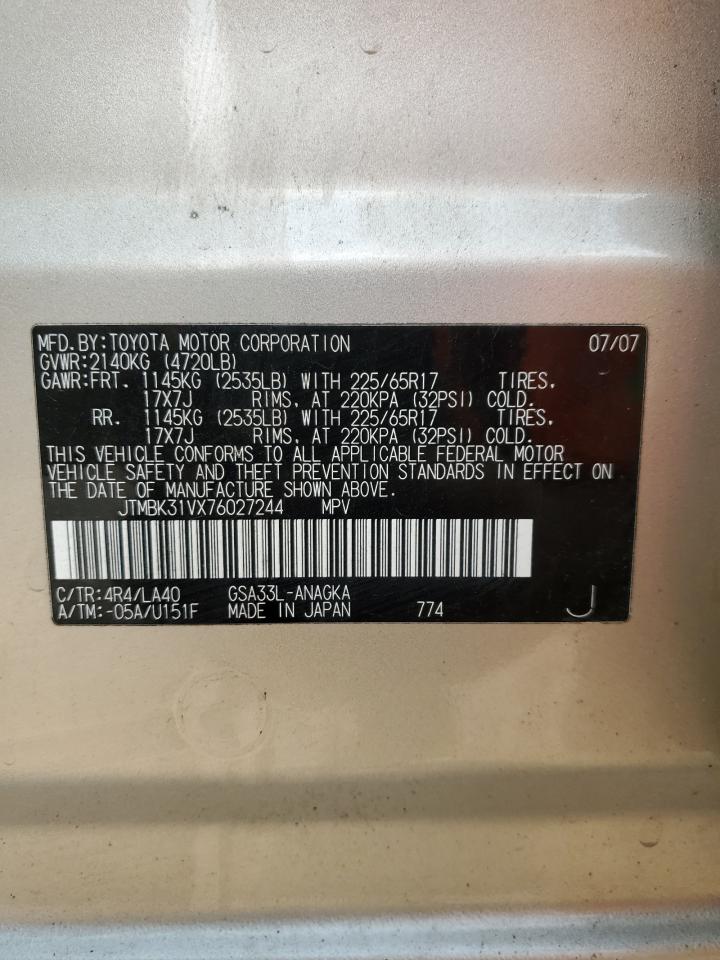 MFD.BY:TOYOTA MOTOR CORPORATION 07/07
GVWR:2140KG (4720LB)
GAWR:FRT. 1145KG (2535LB) WITH 225/65R17 TIRES,
17X7J RIMS, AT 220KPA (32PSI) COLD.
RR. 1145KG (2535LB) WITH 225/65R17 TIRES,
17X7J RIMS, AT 220KPA (32PSI) COLD.
THIS VEHICLE CONFORMS TO ALL APPLICABLE FEDERAL MOTOR
VEHICLE SAFETY AND THEFT PREVENTION STANDARDS IN EFFECT ON
THE DATE OF MANUFACTURE SHOWN ABOVE.
JTMBK31VX76027244 MPV
C/TR:4R4/LA40 GSA33L-ANAGKA
A/TM:-05A/U151F MADE IN JAPAN 774 J